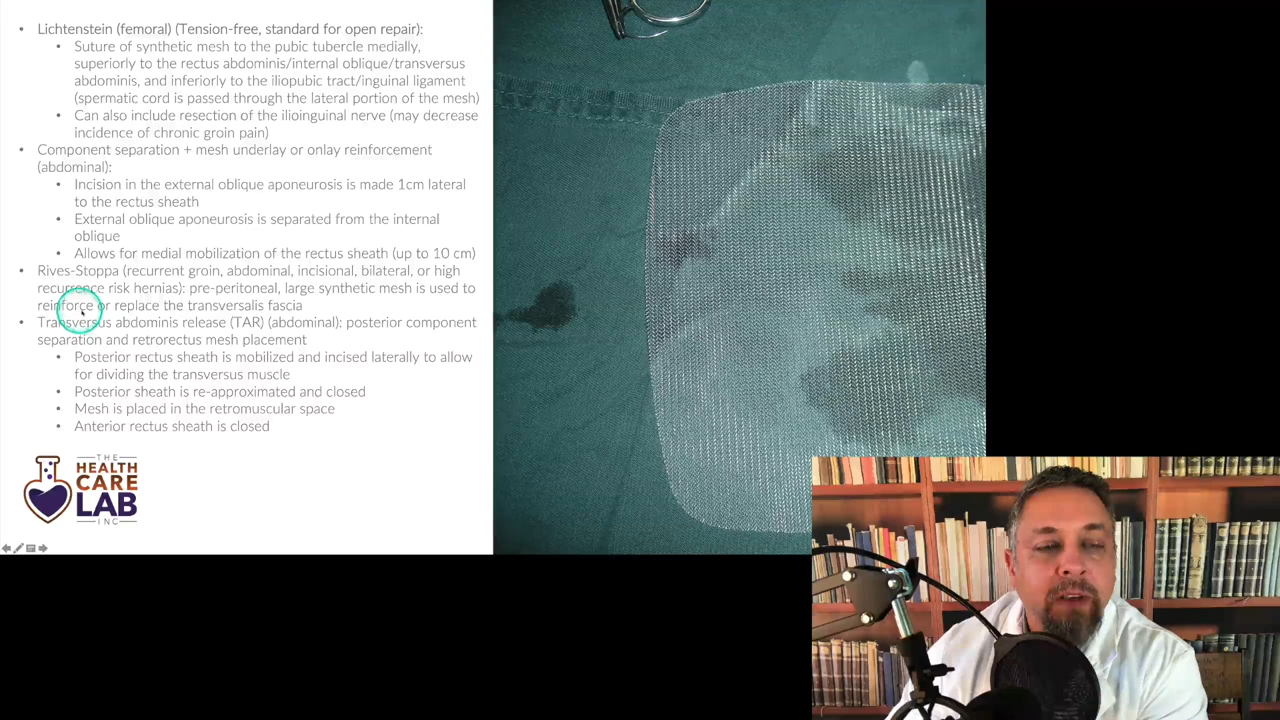 • Lichtenstein (femoral) (Tension-free, standard for open repair):
• Suture of synthetic mesh to the pubic tubercle medially,
superiorly to the rectus abdominis/internal oblique/transversus
abdominis, and inferiorly to the iliopubic tract/inguinal ligament
(spermatic cord is passed through the lateral portion of the mesh)
• Can also include resection of the ilioinguinal nerve (may decrease
incidence of chronic groin pain)
• Component separation + mesh underlay or onlay reinforcement
(abdominal):
• Incision in the external oblique aponeurosis is made 1cm lateral
to the rectus sheath
• External oblique aponeurosis is separated from the internal
oblique
• Allows for medial mobilization of the rectus sheath (up to 10 cm)
• Rives-Stoppa (recurrent groin, abdominal, incisional, bilateral, or high
recurrence risk hernias): pre-peritoneal, large synthetic mesh is used to
reinforce or replace the transversalis fascia
• Transversus abdominis release (TAR) (abdominal): posterior component
separation and retrorectus mesh placement
• Posterior rectus sheath is mobilized and incised laterally to allow
for dividing the transversus muscle
• Posterior sheath is re-approximated and closed
• Mesh is placed in the retromuscular space
• Anterior rectus sheath is closed
THE
HEALTH
CARE
LAB
INC